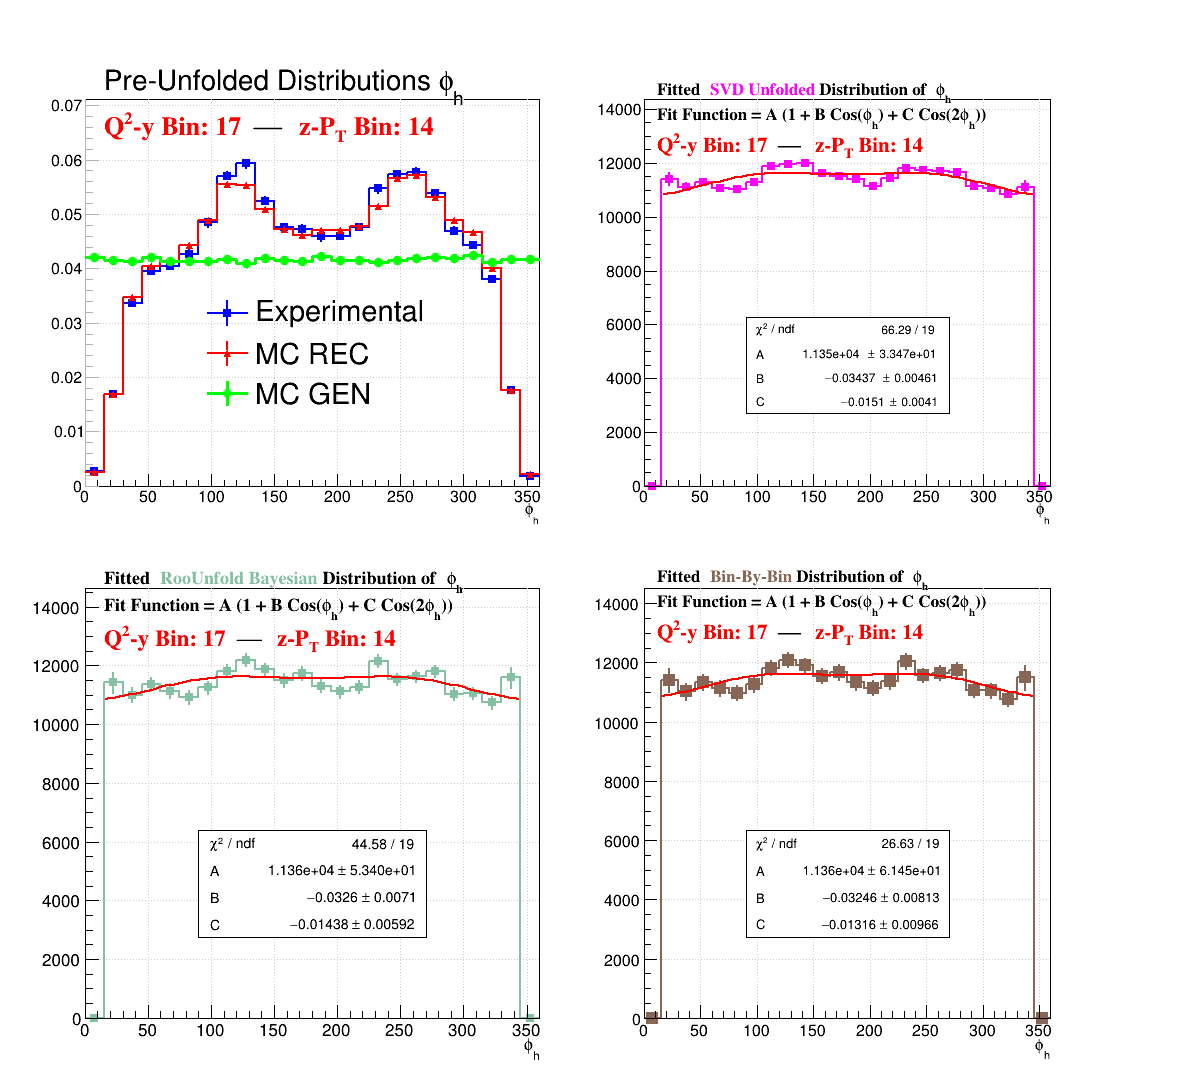 Pre-Unfolded Distributions ϕh
Q²-y Bin: 17 — z-PT Bin: 14
0.07
0.06
0.05
0.04
0.03
0.02
0.01
0
Experimental
MC REC
MC GEN
0 50 100 150 200 250 300 350
ϕh
Fitted SVD Unfolded Distribution of ϕh
Fit Function = A (1 + B Cos(ϕh) + C Cos(2ϕh))
Q²-y Bin: 17 — z-PT Bin: 14
14000
12000
10000
8000
6000
4000
2000
0
χ² / ndf 66.29 / 19
A 1.135e+04 ± 3.347e+01
B −0.03437 ± 0.00461
C −0.0151 ± 0.0041
0 50 100 150 200 250 300 350
ϕh
Fitted RooUnfold Bayesian Distribution of ϕh
Fit Function = A (1 + B Cos(ϕh) + C Cos(2ϕh))
Q²-y Bin: 17 — z-PT Bin: 14
14000
12000
10000
8000
6000
4000
2000
0
χ² / ndf 44.58 / 19
A 1.136e+04 ± 5.340e+01
B −0.0326 ± 0.0071
C −0.01438 ± 0.00592
0 50 100 150 200 250 300 350
ϕh
Fitted Bin-By-Bin Distribution of ϕh
Fit Function = A (1 + B Cos(ϕh) + C Cos(2ϕh))
Q²-y Bin: 17 — z-PT Bin: 14
14000
12000
10000
8000
6000
4000
2000
0
χ² / ndf 26.63 / 19
A 1.136e+04 ± 6.145e+01
B −0.03246 ± 0.00813
C −0.01316 ± 0.00966
0 50 100 150 200 250 300 350
ϕh